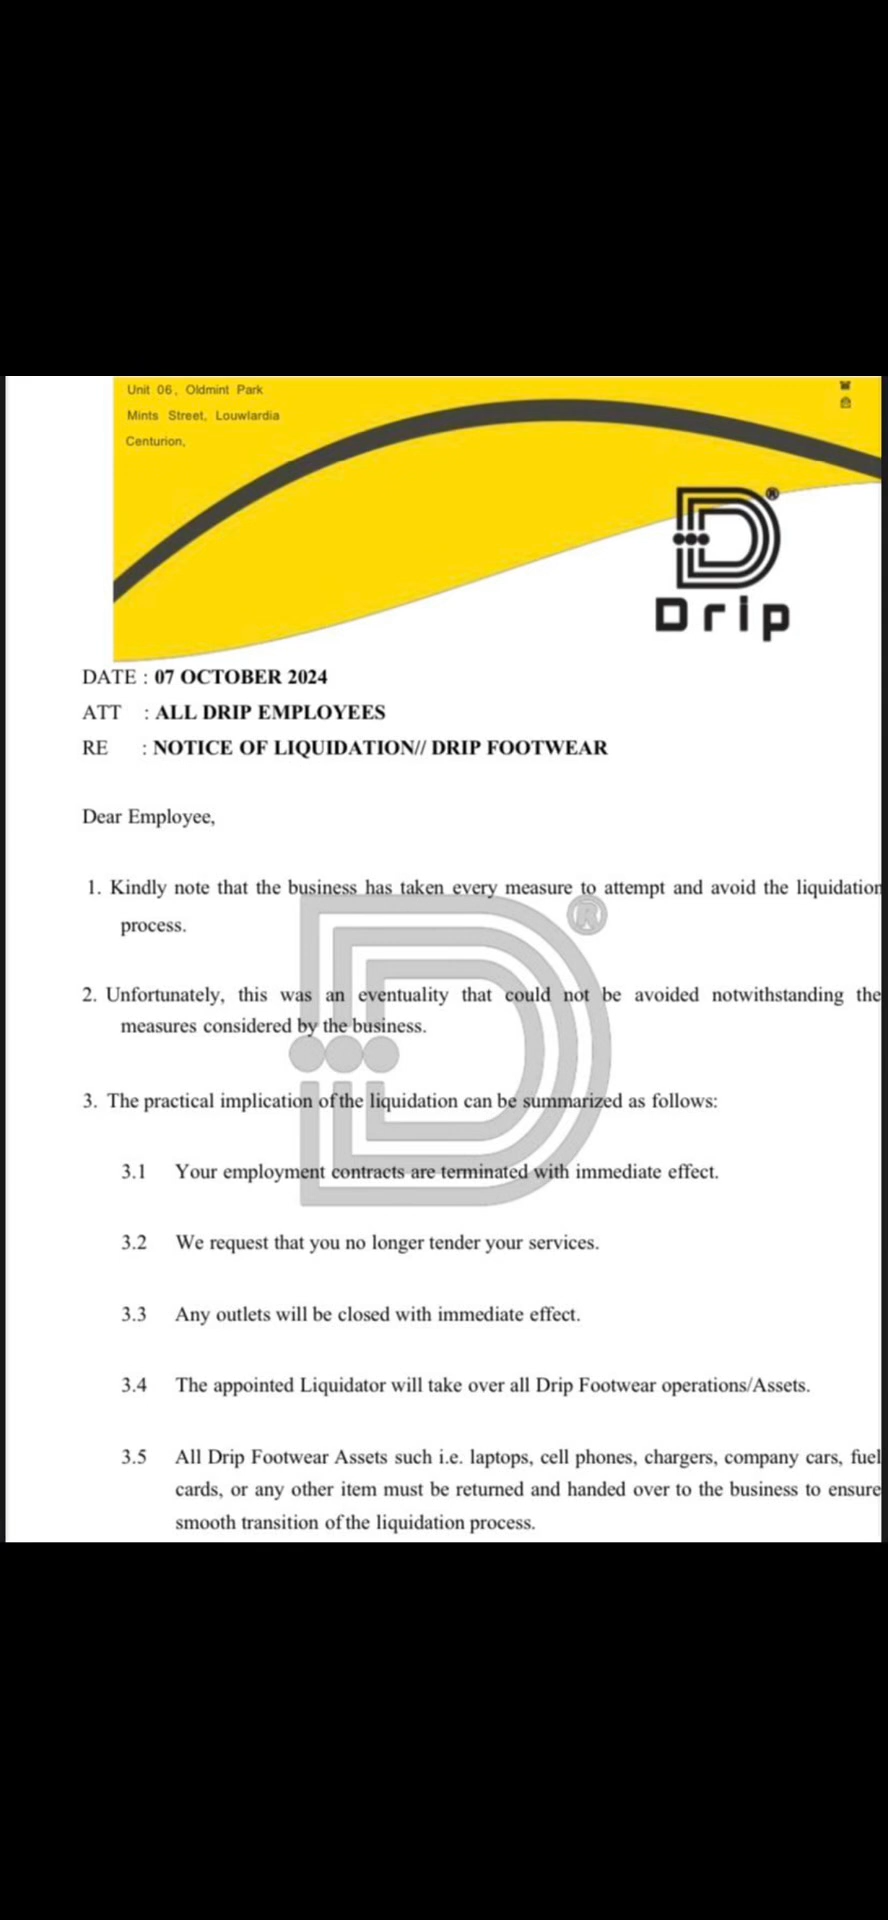 Unit 06, Oldmint Park
Mints Street, Louwlardia
Centurion,
®
Drip
DATE : 07 OCTOBER 2024
ATT : ALL DRIP EMPLOYEES
RE : NOTICE OF LIQUIDATION// DRIP FOOTWEAR
Dear Employee,
1. Kindly note that the business has taken every measure to attempt and avoid the liquidation
process.
®
2. Unfortunately, this was an eventuality that could not be avoided notwithstanding the
measures considered by the business.
3. The practical implication of the liquidation can be summarized as follows:
3.1 Your employment contracts are terminated with immediate effect.
3.2 We request that you no longer tender your services.
3.3 Any outlets will be closed with immediate effect.
3.4 The appointed Liquidator will take over all Drip Footwear operations/Assets.
3.5 All Drip Footwear Assets such i.e. laptops, cell phones, chargers, company cars, fuel
cards, or any other item must be returned and handed over to the business to ensure
smooth transition of the liquidation process.